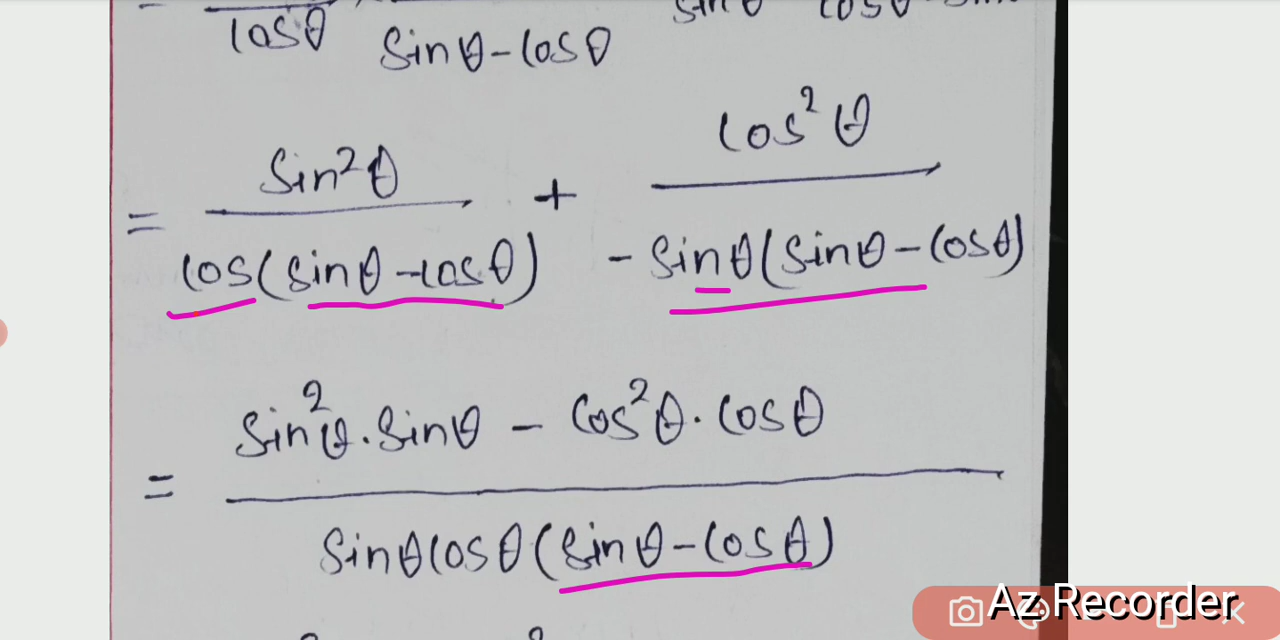 cosθ sinθ-cosθ
sin²θ/cos(sinθ-cosθ) + cos²θ/-sinθ(sinθ-cosθ)
=
= sin²θ.sinθ - cos²θ.cosθ
sinθcosθ(sinθ-cosθ)
Az Recorder